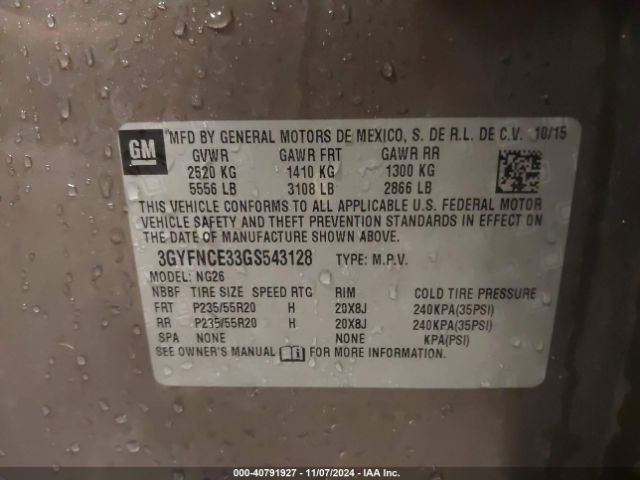 GM
MFD BY GENERAL MOTORS DE MEXICO, S. DE R.L. DE C.V. 10/15
GVWR GAWR FRT GAWR RR
2520 KG 1410 KG 1300 KG
5556 LB 3108 LB 2866 LB
THIS VEHICLE CONFORMS TO ALL APPLICABLE U.S. FEDERAL MOTOR
VEHICLE SAFETY AND THEFT PREVENTION STANDARDS IN EFFECT ON
THE DATE OF MANUFACTURE SHOWN ABOVE.
3GYFNCE33GS543128 TYPE: M.P.V.
MODEL: NG26
NBBF TIRE SIZE SPEED RTG RIM COLD TIRE PRESSURE
FRT P235/55R20 H 20X8J 240KPA(35PSI)
RR P235/55R20 H 20X8J 240KPA(35PSI)
SPA NONE NONE KPA(PSI)
SEE OWNER'S MANUAL FOR MORE INFORMATION.
000-40791927 - 11/07/2024 - IAA Inc.